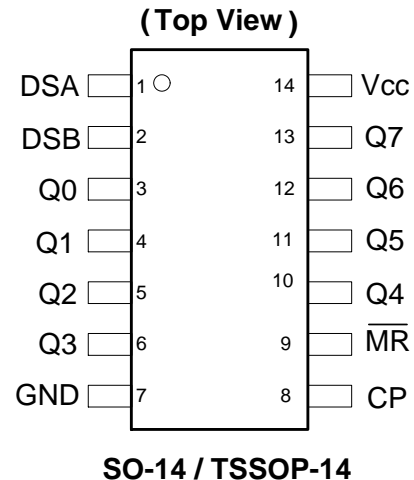 (Top View)
DSA 1 14 Vcc
DSB 2 13 Q7
Q0 3 12 Q6
Q1 4 11 Q5
Q2 5 10 Q4
Q3 6 9 M̅R̅
GND 7 8 CP
SO-14 / TSSOP-14